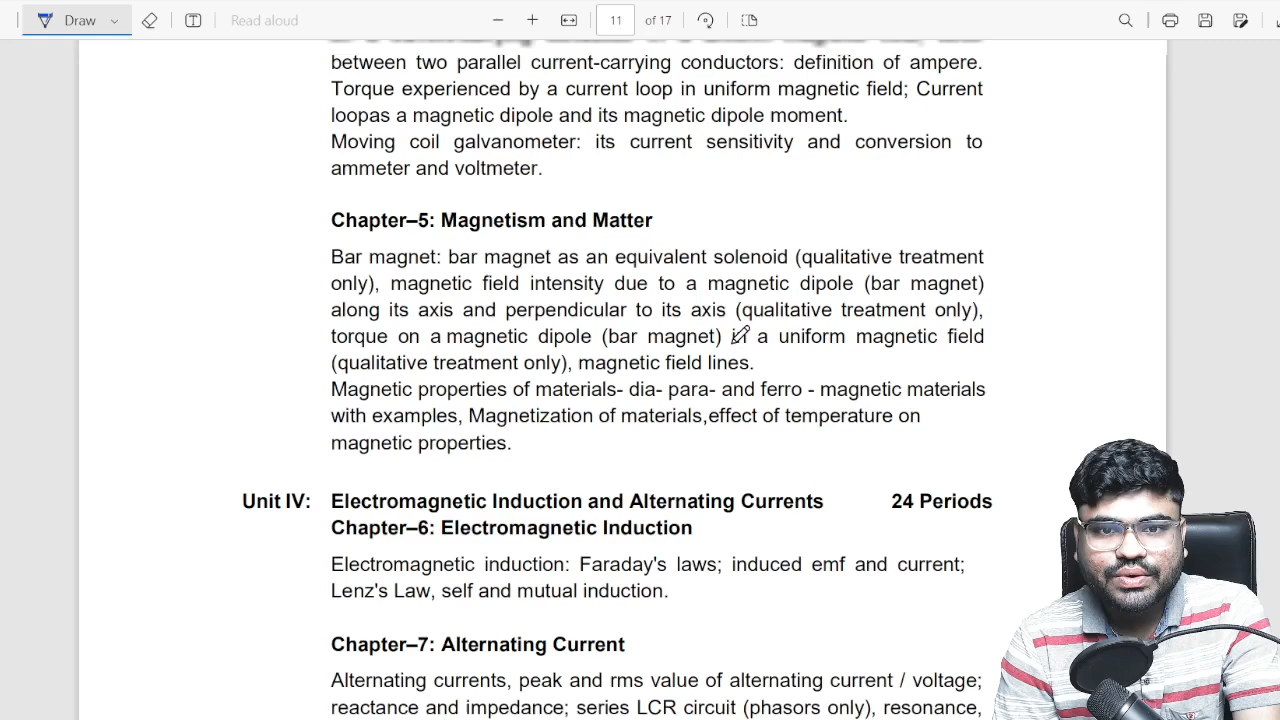 Draw
Read aloud
11 of 17
between two parallel current-carrying conductors: definition of ampere.
Torque experienced by a current loop in uniform magnetic field; Current
loopas a magnetic dipole and its magnetic dipole moment.
Moving coil galvanometer: its current sensitivity and conversion to
ammeter and voltmeter.
Chapter–5: Magnetism and Matter
Bar magnet: bar magnet as an equivalent solenoid (qualitative treatment
only), magnetic field intensity due to a magnetic dipole (bar magnet)
along its axis and perpendicular to its axis (qualitative treatment only),
torque on a magnetic dipole (bar magnet) in a uniform magnetic field
(qualitative treatment only), magnetic field lines.
Magnetic properties of materials- dia- para- and ferro - magnetic materials
with examples, Magnetization of materials,effect of temperature on
magnetic properties.
Unit IV: Electromagnetic Induction and Alternating Currents 24 Periods
Chapter–6: Electromagnetic Induction
Electromagnetic induction: Faraday's laws; induced emf and current;
Lenz's Law, self and mutual induction.
Chapter–7: Alternating Current
Alternating currents, peak and rms value of alternating current / voltage;
reactance and impedance; series LCR circuit (phasors only), resonance,